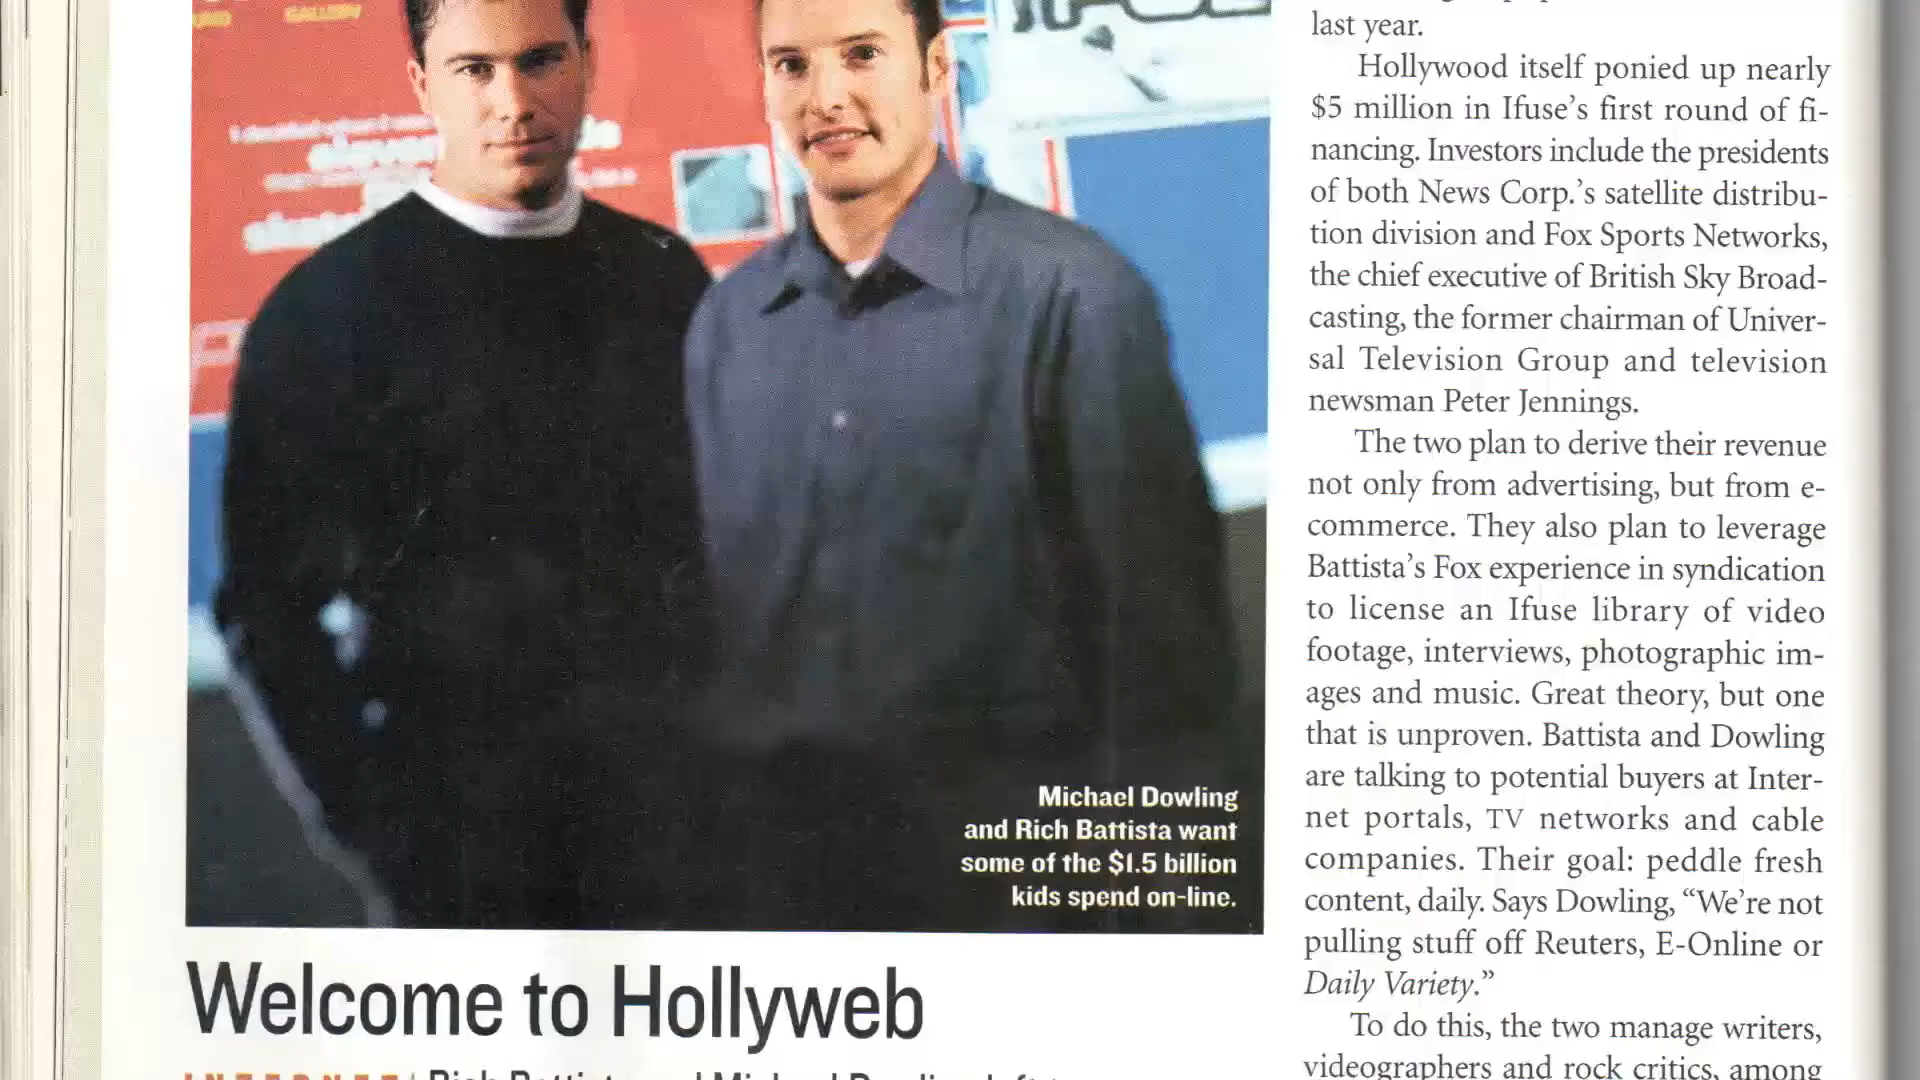 GALLERY
Michael Dowling
and Rich Battista want
some of the $1.5 billion
kids spend on-line.
Welcome to Hollyweb
INTERNET
last year.
Hollywood itself ponied up nearly
$5 million in Ifuse’s first round of fi-
nancing. Investors include the presidents
of both News Corp.’s satellite distribu-
tion division and Fox Sports Networks,
the chief executive of British Sky Broad-
casting, the former chairman of Univer-
sal Television Group and television
newsman Peter Jennings.
The two plan to derive their revenue
not only from advertising, but from e-
commerce. They also plan to leverage
Battista’s Fox experience in syndication
to license an Ifuse library of video
footage, interviews, photographic im-
ages and music. Great theory, but one
that is unproven. Battista and Dowling
are talking to potential buyers at Inter-
net portals, TV networks and cable
companies. Their goal: peddle fresh
content, daily. Says Dowling, “We’re not
pulling stuff off Reuters, E-Online or
Daily Variety.”
To do this, the two manage writers,
videographers and rock critics, among